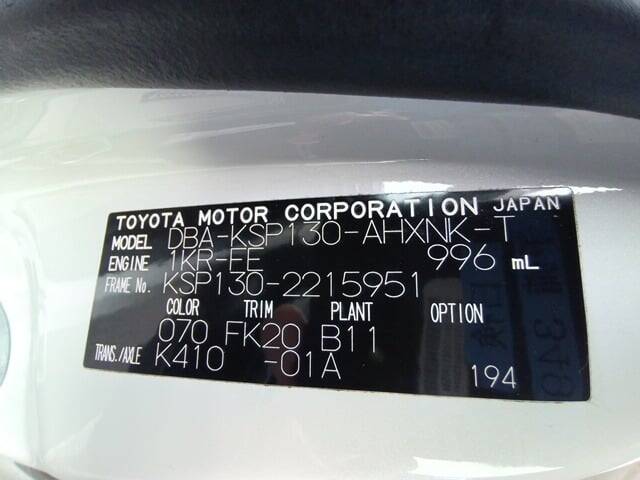 TOYOTA MOTOR CORPORATION JAPAN
MODEL DBA-KSP130-AHXNK-T
ENGINE 1KR-FE 996 mL
FRAME No. KSP130-2215951
COLOR TRIM PLANT OPTION
070 FK20 B11
TRANS./AXLE K410 -01A
194